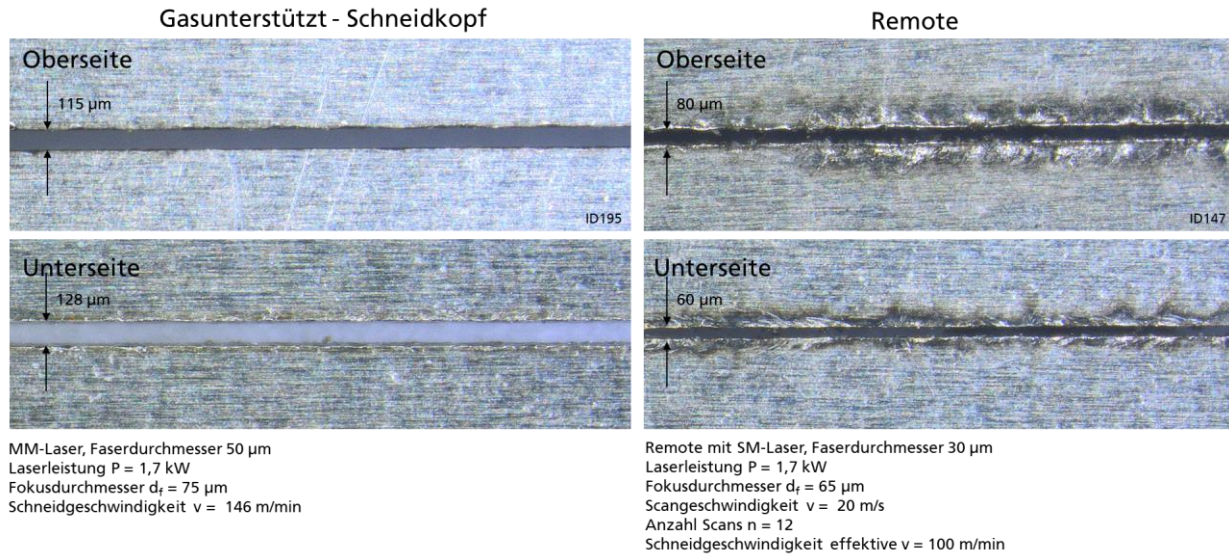 Gasunterstützt - Schneidkopf
Oberseite
115 µm
ID195
Unterseite
128 µm
MM-Laser, Faserdurchmesser 50 µm
Laserleistung P = 1,7 kW
Fokusdurchmesser df = 75 µm
Schneidgeschwindigkeit v = 146 m/min
Remote
Oberseite
80 µm
ID147
Unterseite
60 µm
Remote mit SM-Laser, Faserdurchmesser 30 µm
Laserleistung P = 1,7 kW
Fokusdurchmesser df = 65 µm
Scangeschwindigkeit v = 20 m/s
Anzahl Scans n = 12
Schneidgeschwindigkeit effektive v = 100 m/min